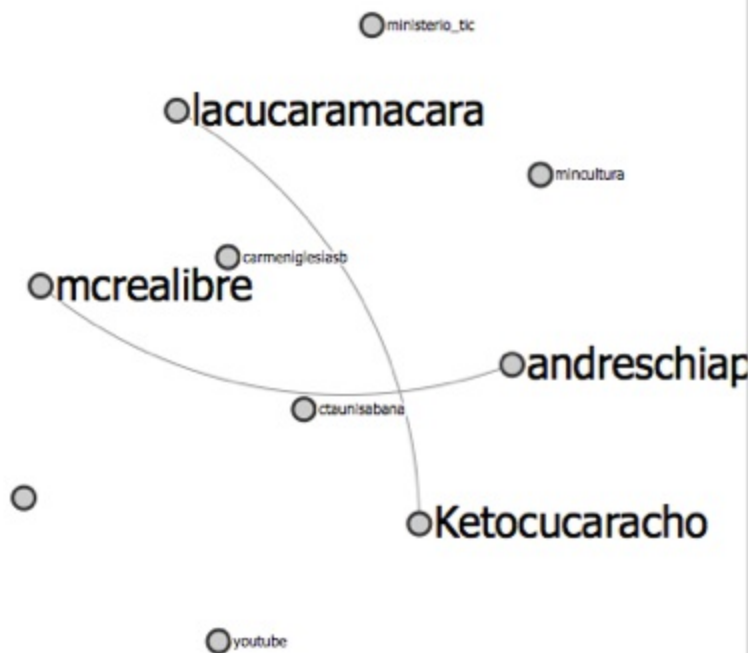 ministerio_tic
lacucaramacara
mincultura
carmeniglesiasb
mcrealibre
andreschiap
ctaunisabana
Ketocucaracho
youtube